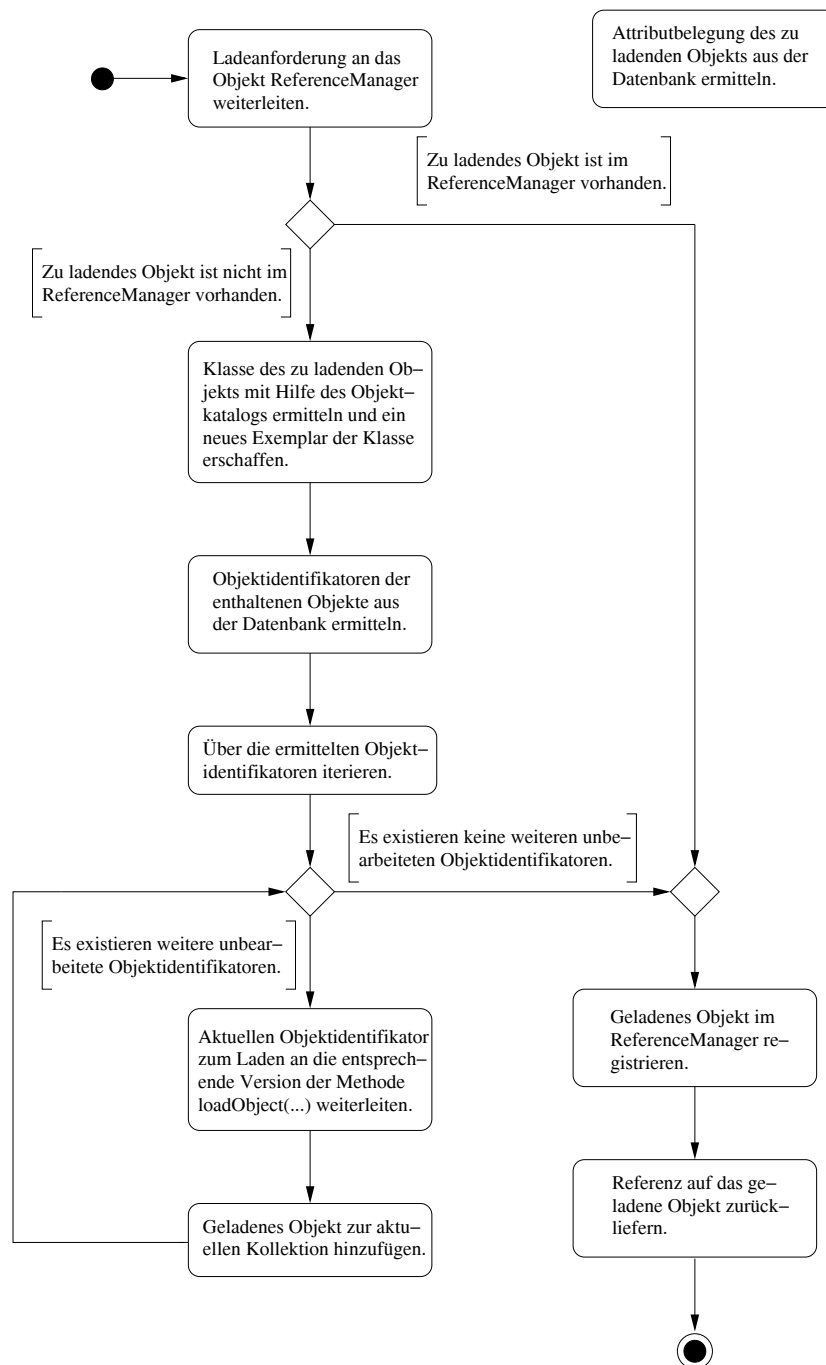 Ladeanforderung an das
Objekt ReferenceManager
weiterleiten.
Attributbelegung des zu
ladenden Objekts aus der
Datenbank ermitteln.
Zu ladendes Objekt ist im
ReferenceManager vorhanden.
Zu ladendes Objekt ist nicht im
ReferenceManager vorhanden.
Klasse des zu ladenden Ob–
jekts mit Hilfe des Objekt–
katalogs ermitteln und ein
neues Exemplar der Klasse
erschaffen.
Objektidentifikatoren der
enthaltenen Objekte aus
der Datenbank ermitteln.
Über die ermittelten Objekt–
identifikatoren iterieren.
Es existieren keine weiteren unbe–
arbeiteten Objektidentifikatoren.
Es existieren weitere unbear–
beitete Objektidentifikatoren.
Aktuellen Objektidentifikator
zum Laden an die entsprech–
ende Version der Methode
loadObject(...) weiterleiten.
Geladenes Objekt im
ReferenceManager re–
gistrieren.
Geladenes Objekt zur aktu–
ellen Kollektion hinzufügen.
Referenz auf das ge–
ladene Objekt zurück–
liefern.